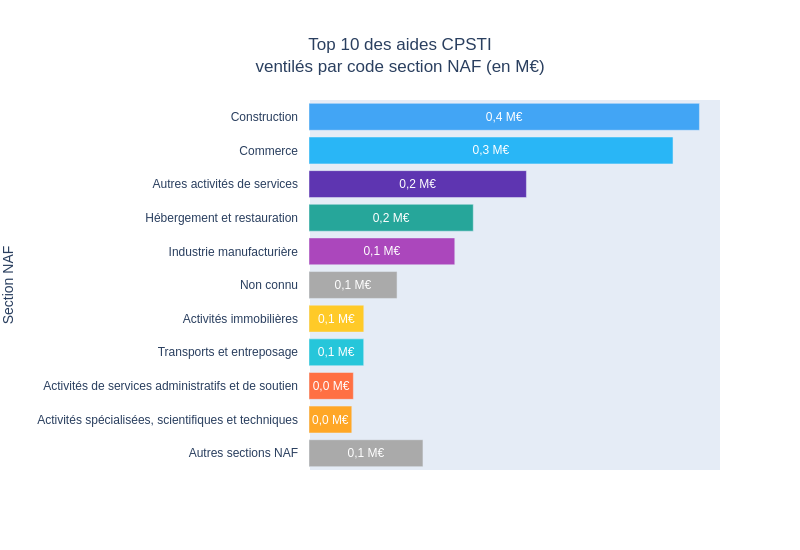 Top 10 des aides CPSTI
ventilés par code section NAF (en M€)
Section NAF
Construction 0,4 M€
Commerce 0,3 M€
Autres activités de services 0,2 M€
Hébergement et restauration 0,2 M€
Industrie manufacturière 0,1 M€
Non connu 0,1 M€
Activités immobilières 0,1 M€
Transports et entreposage 0,1 M€
Activités de services administratifs et de soutien 0,0 M€
Activités spécialisées, scientifiques et techniques 0,0 M€
Autres sections NAF 0,1 M€